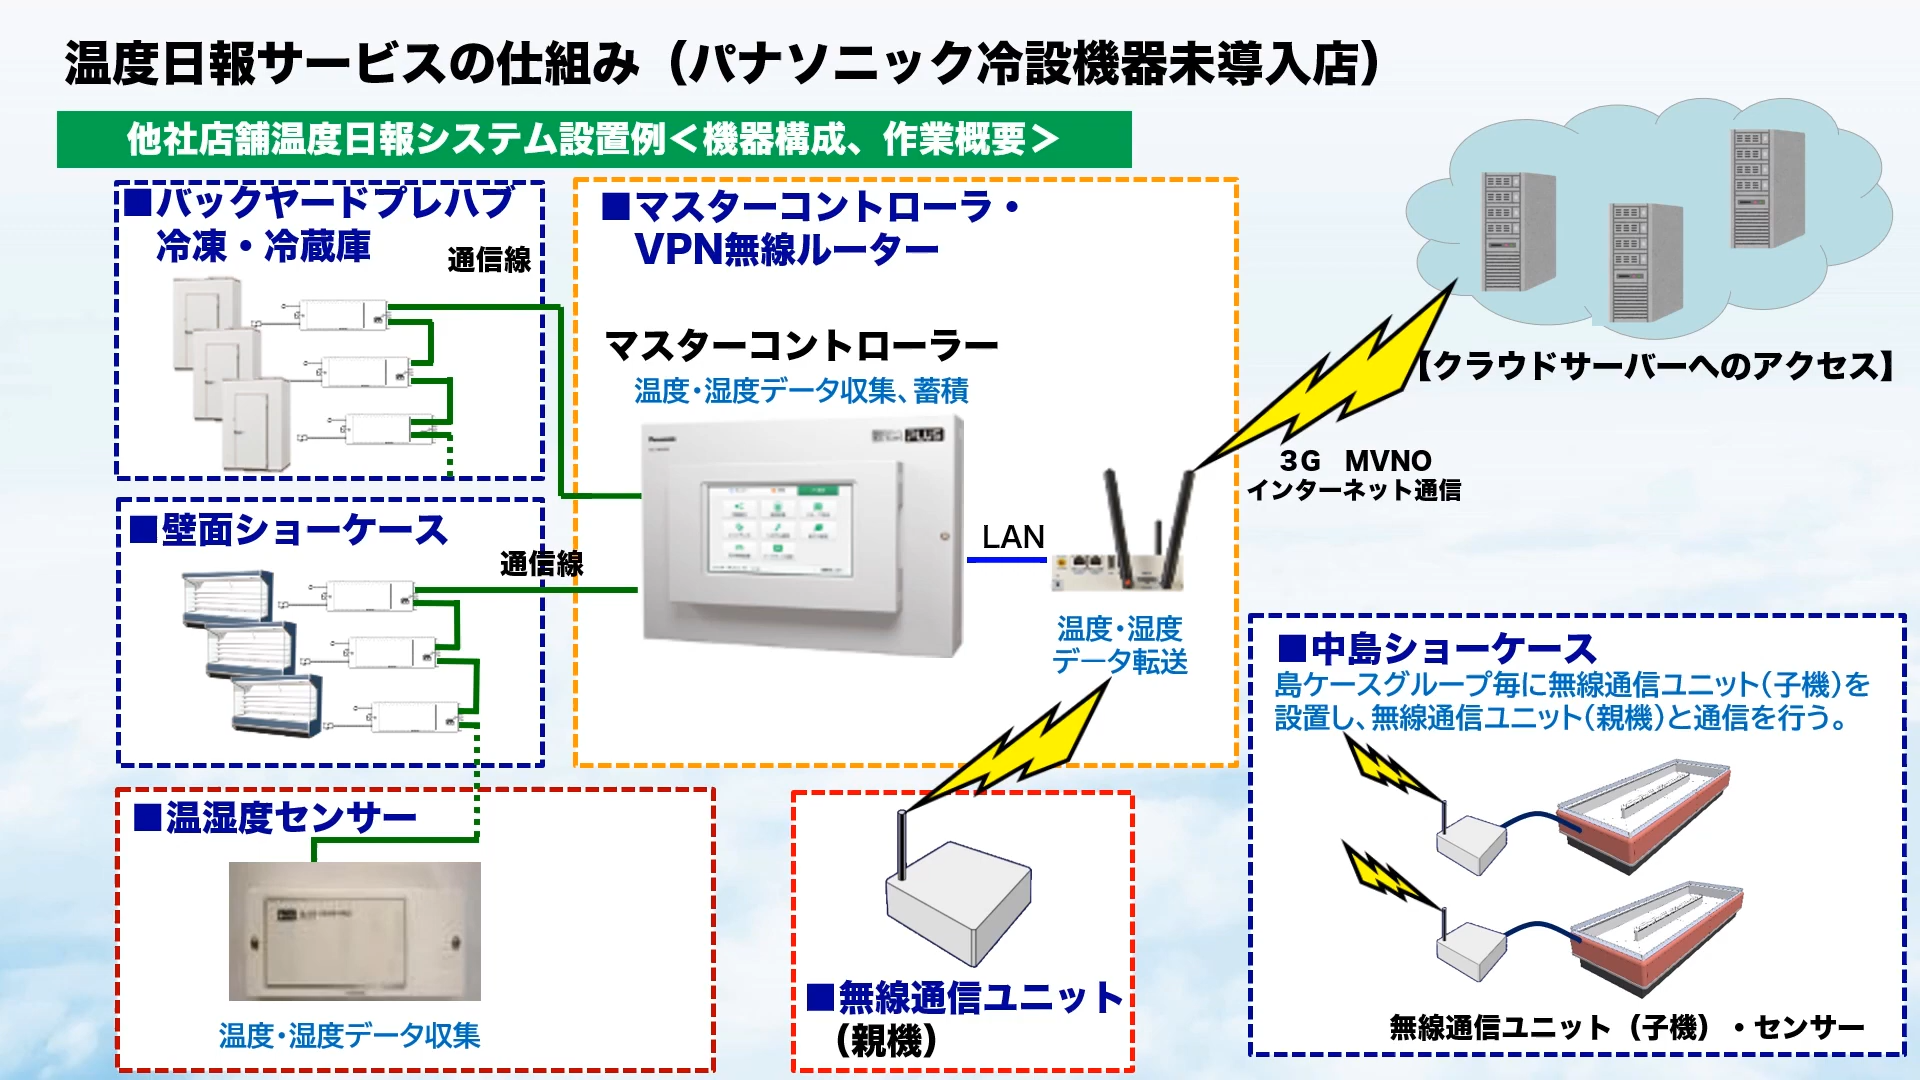 温度日報サービスの仕組み（パナソニック冷設機器未導入店）
他社店舗温度日報システム設置例＜機器構成、作業概要＞
■バックヤードプレハブ
冷凍・冷蔵庫
通信線
■マスターコントローラ・
VPN無線ルーター
マスターコントローラー
温度・湿度データ収集、蓄積
Panasonic
PLUS
【クラウドサーバーへのアクセス】
３G　MVNO
インターネット通信
■壁面ショーケース
通信線
LAN
温度・湿度
データ転送
■中島ショーケース
島ケースグループ毎に無線通信ユニット（子機）を
設置し、無線通信ユニット（親機）と通信を行う。
■温湿度センサー
温度・湿度データ収集
■無線通信ユニット
（親機）
無線通信ユニット（子機）・センサー